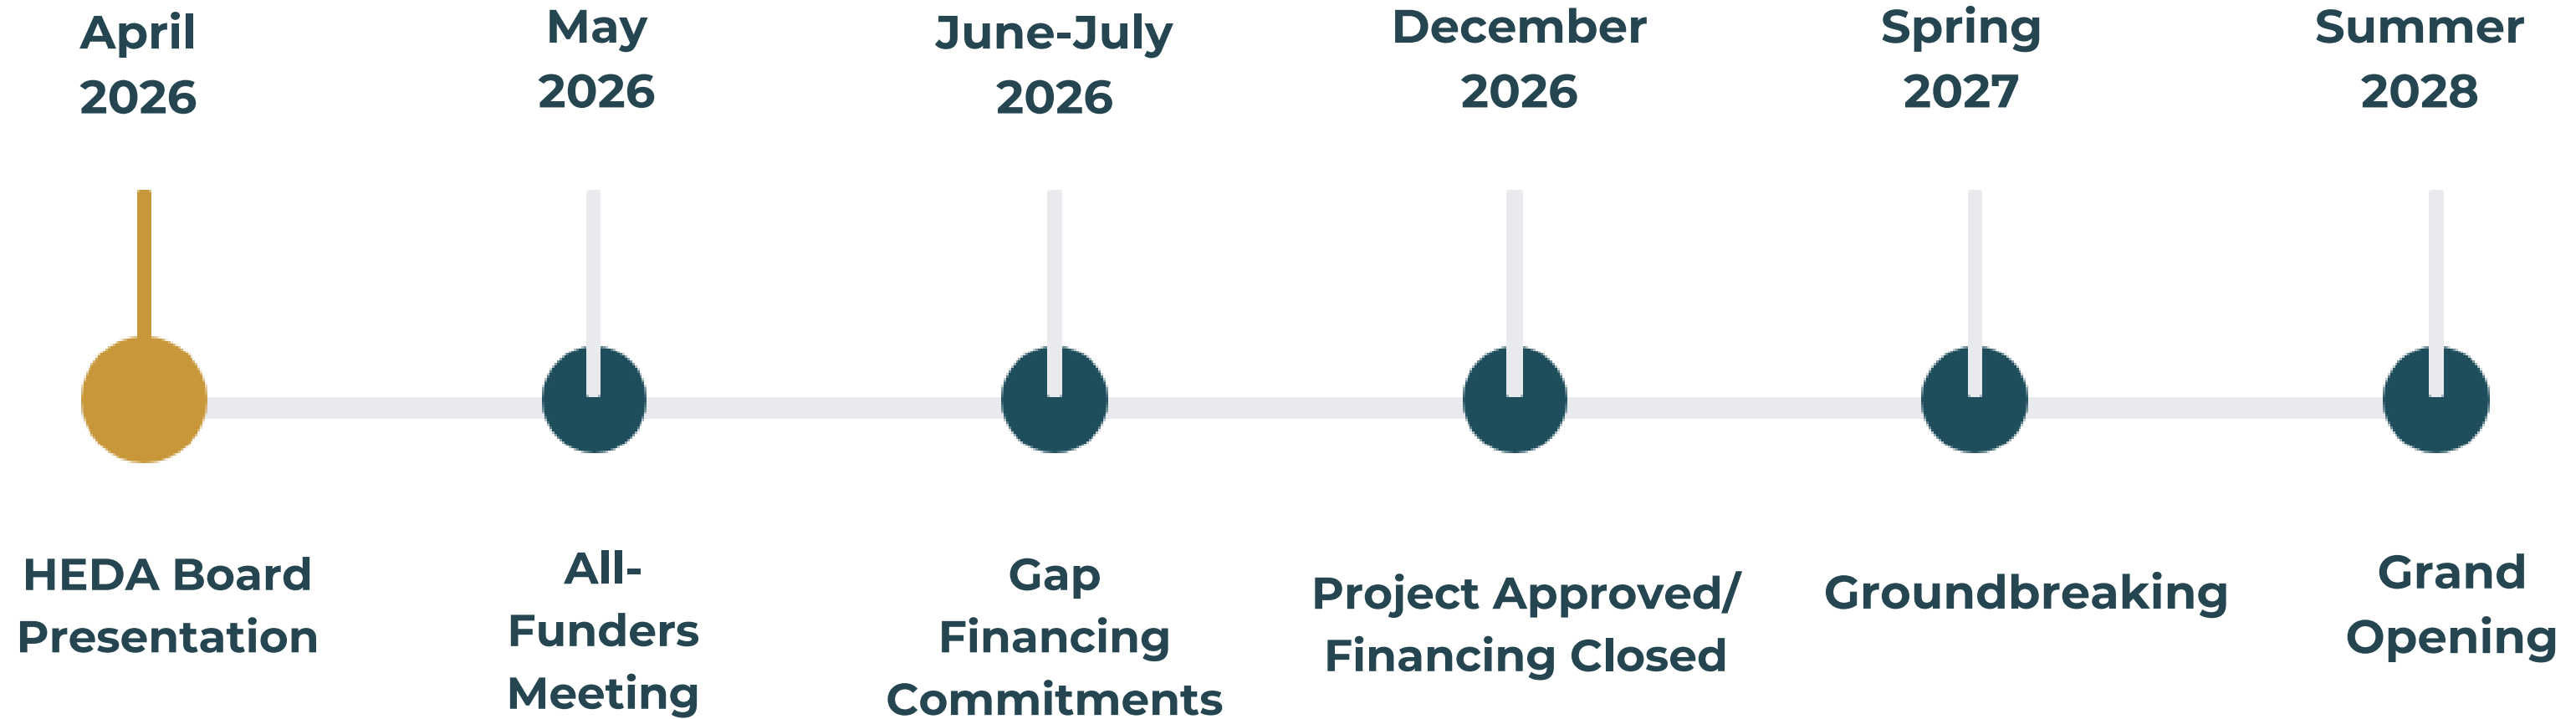 April
2026
May
2026
June-July
2026
December
2026
Spring
2027
Summer
2028
HEDA Board
Presentation
All-
Funders
Meeting
Gap
Financing
Commitments
Project Approved/
Financing Closed
Groundbreaking
Grand
Opening